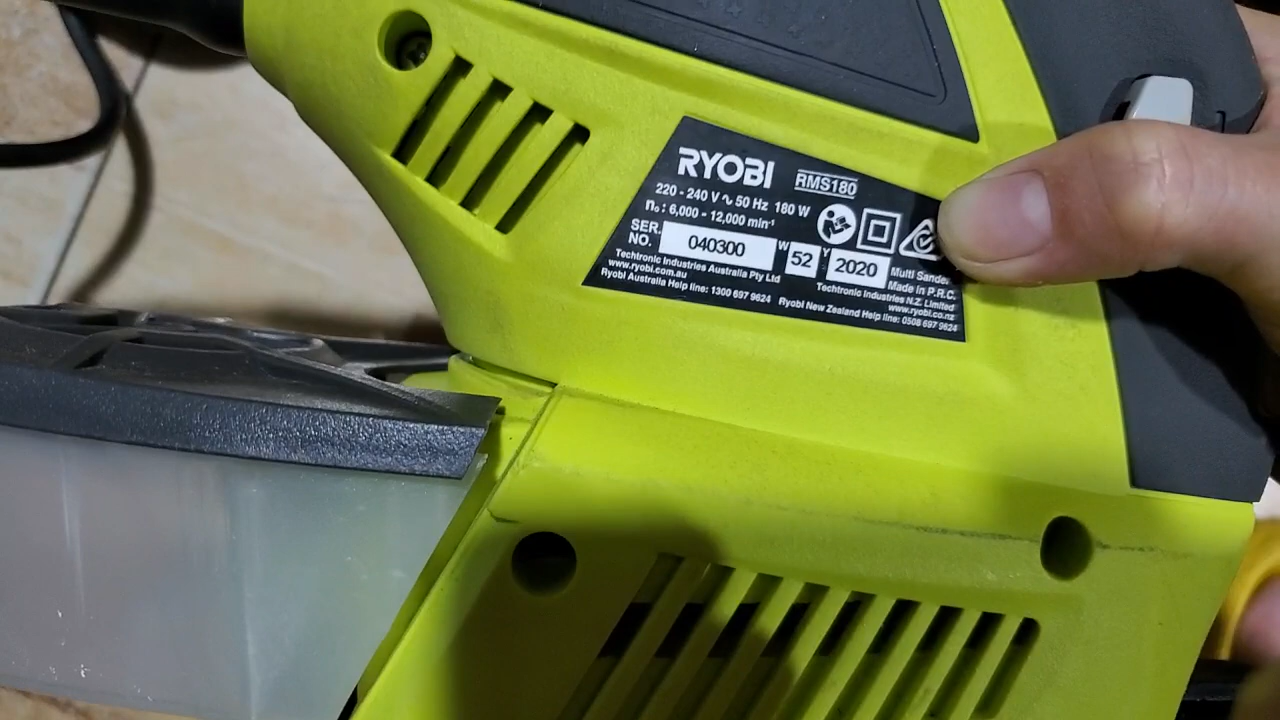 RYOBI RMS180
220 - 240 V ∿ 50 Hz 180 W
n₀ : 6,000 - 12,000 min⁻¹
SER. NO. 040300 W 52 Y 2020
Multi Sander
Made in P.R.C.
Techtronic Industries Australia Pty Ltd
www.ryobi.com.au
Ryobi Australia Help line: 1300 697 9624
Techtronic Industries N.Z. Limited
www.ryobi.co.nz
Ryobi New Zealand Help line: 0508 697 9624